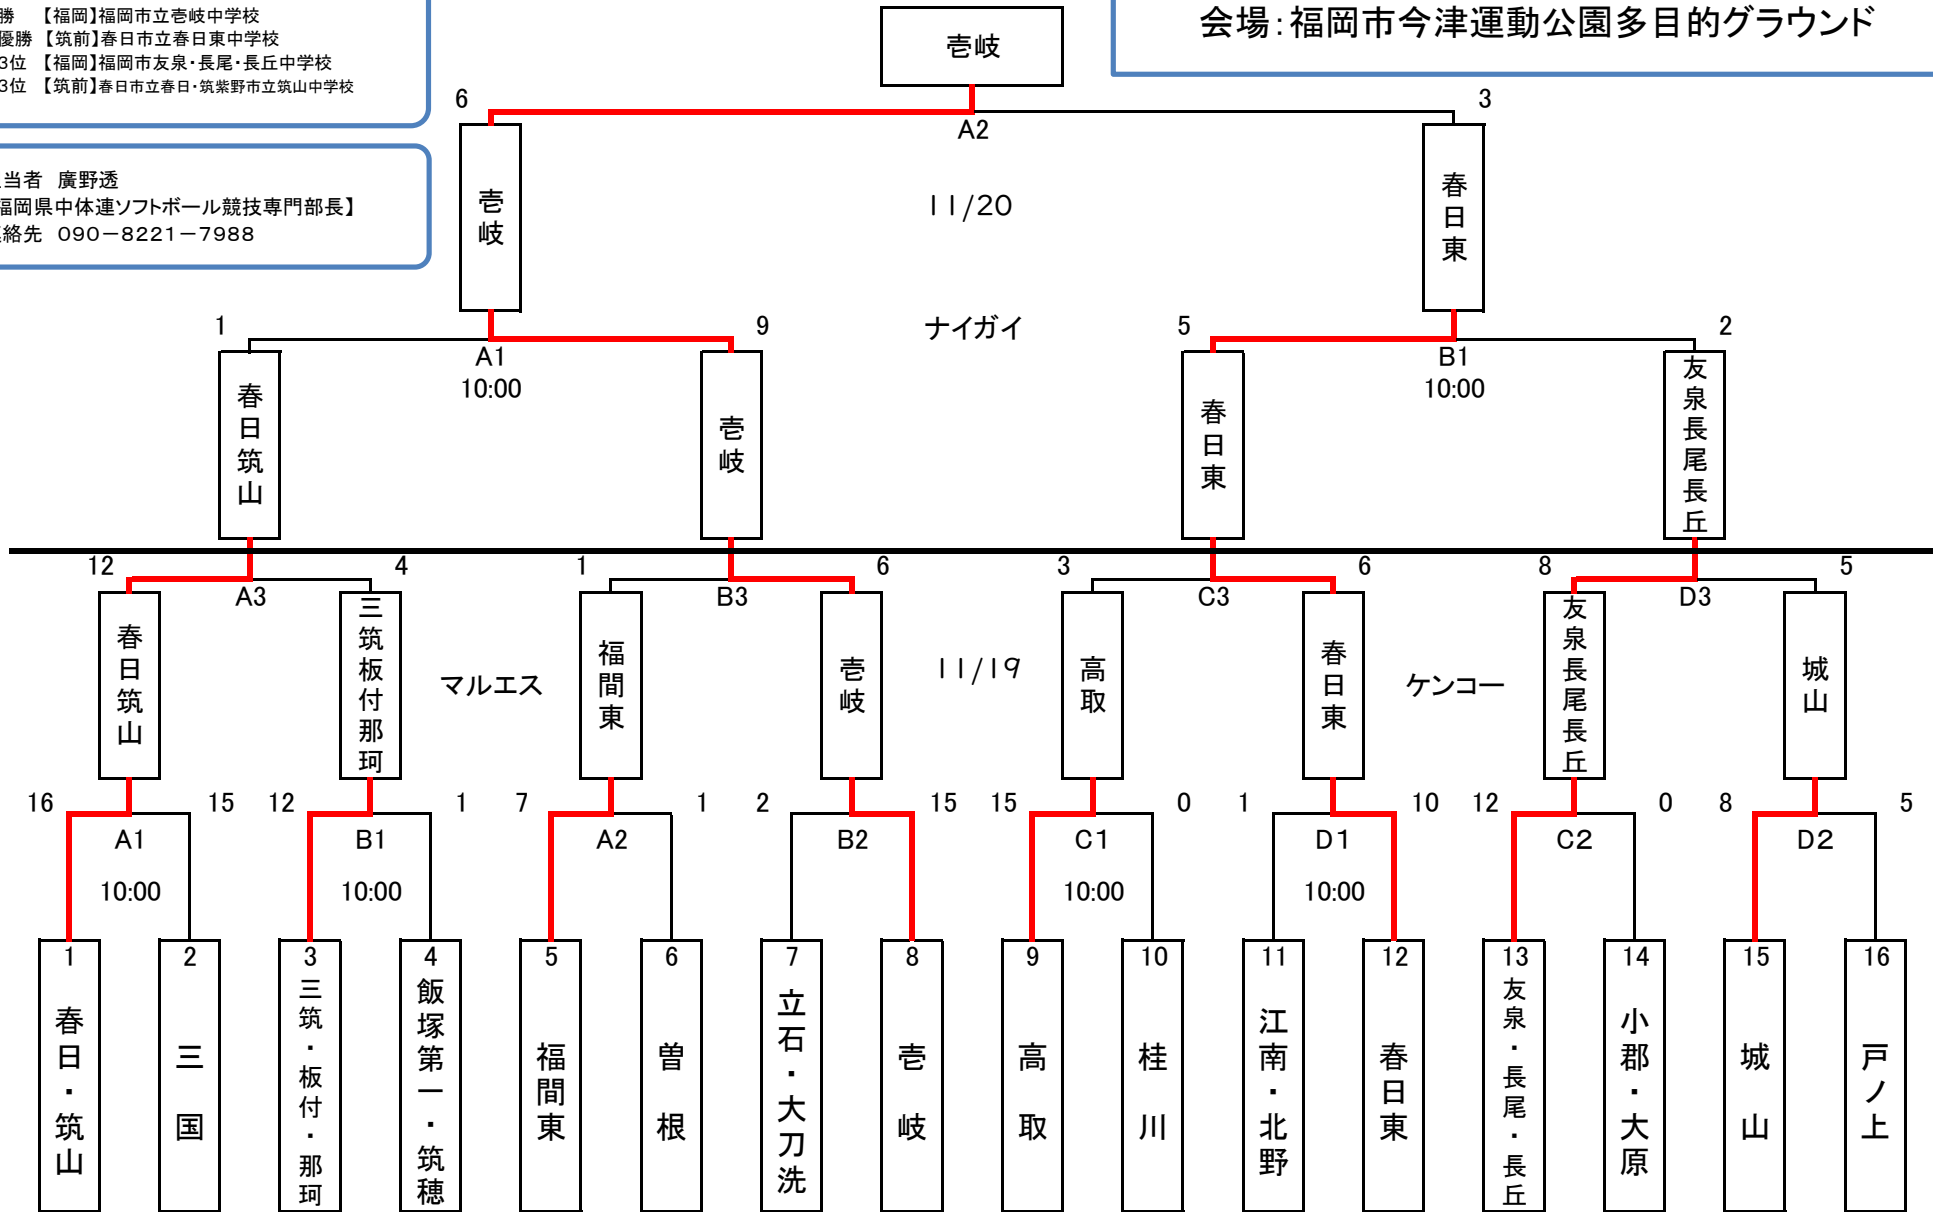 勝　【福岡】福岡市立壱岐中学校
優勝　【筑前】春日市立春日東中学校
3位　【福岡】福岡市友泉・長尾・長丘中学校
3位　【筑前】春日市立春日・筑紫野市立筑山中学校
当者　廣野透
福岡県中体連ソフトボール競技専門部長】
絡先　090－8221－7988
会場：福岡市今津運動公園多目的グラウンド
壱岐
6
3
A2
壱岐
11/20
春日東
1
9
ナイガイ
5
2
A1
10:00
B1
10:00
春日筑山
壱岐
春日東
友泉長尾長丘
12
4
1
6
3
6
8
5
A3
B3
C3
D3
春日筑山
三筑板付那珂
マルエス
福間東
壱岐
11/19
高取
春日東
ケンコー
友泉長尾長丘
城山
16
15
12
1
7
1
2
15
15
0
1
10
12
0
8
5
A1
B1
A2
B2
C1
D1
C2
D2
10:00
10:00
10:00
10:00
1
春日・筑山
2
三国
3
三筑・板付・那珂
4
飯塚第一・筑穂
5
福間東
6
曽根
7
立石・大刀洗
8
壱岐
9
高取
10
桂川
11
江南・北野
12
春日東
13
友泉・長尾・長丘
14
小郡・大原
15
城山
16
戸ノ上